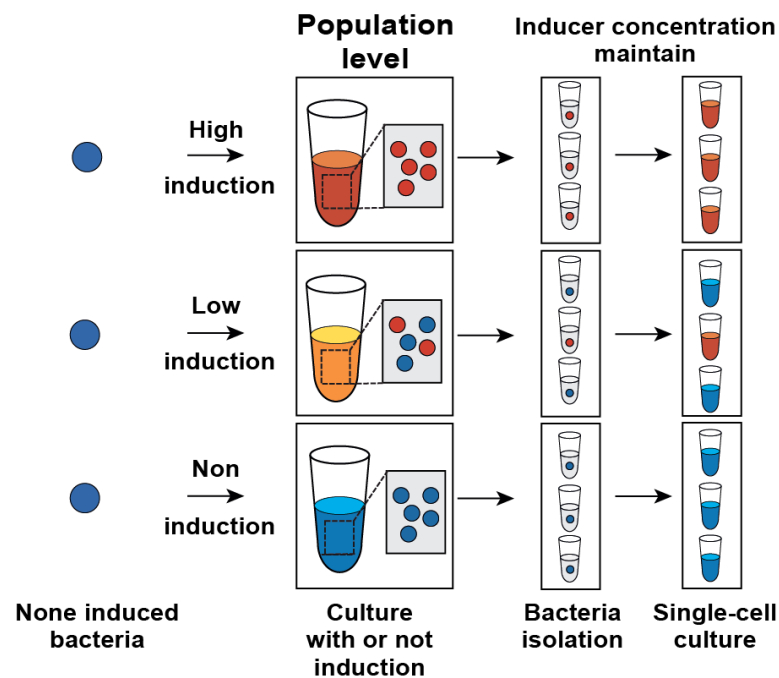 Population
level
Inducer concentration
maintain
High
induction
Low
induction
Non
induction
None induced
bacteria
Culture
with or not
induction
Bacteria
isolation
Single-cell
culture